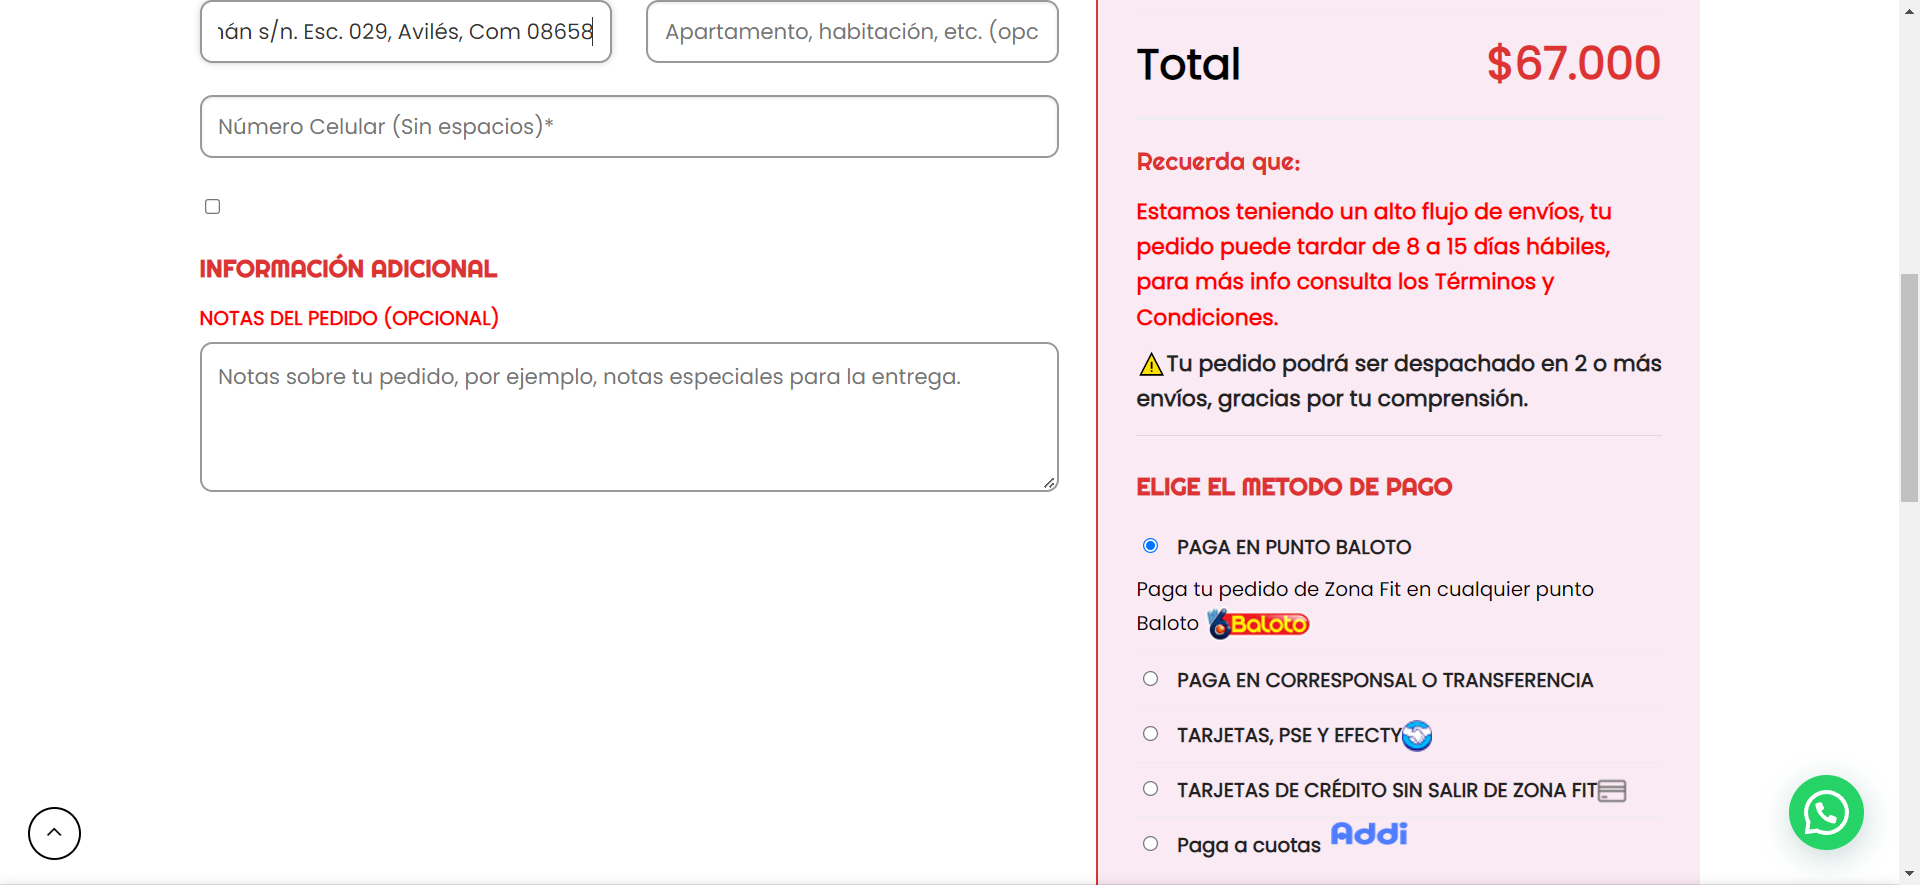 s/n. Esc. 029, Avilés, Com 08658
Apartamento, habitación, etc. (opc
Número Celular (Sin espacios)*
INFORMACIÓN ADICIONAL
NOTAS DEL PEDIDO (OPCIONAL)
Notas sobre tu pedido, por ejemplo, notas especiales para la entrega.
Total $67.000
Recuerda que:
Estamos teniendo un alto flujo de envíos, tu
pedido puede tardar de 8 a 15 días hábiles,
para más info consulta los Términos y
Condiciones.
⚠Tu pedido podrá ser despachado en 2 o más
envíos, gracias por tu comprensión.
ELIGE EL METODO DE PAGO
PAGA EN PUNTO BALOTO
Paga tu pedido de Zona Fit en cualquier punto
Baloto Baloto
PAGA EN CORRESPONSAL O TRANSFERENCIA
TARJETAS, PSE Y EFECTY
TARJETAS DE CRÉDITO SIN SALIR DE ZONA FIT
Paga a cuotas Addi